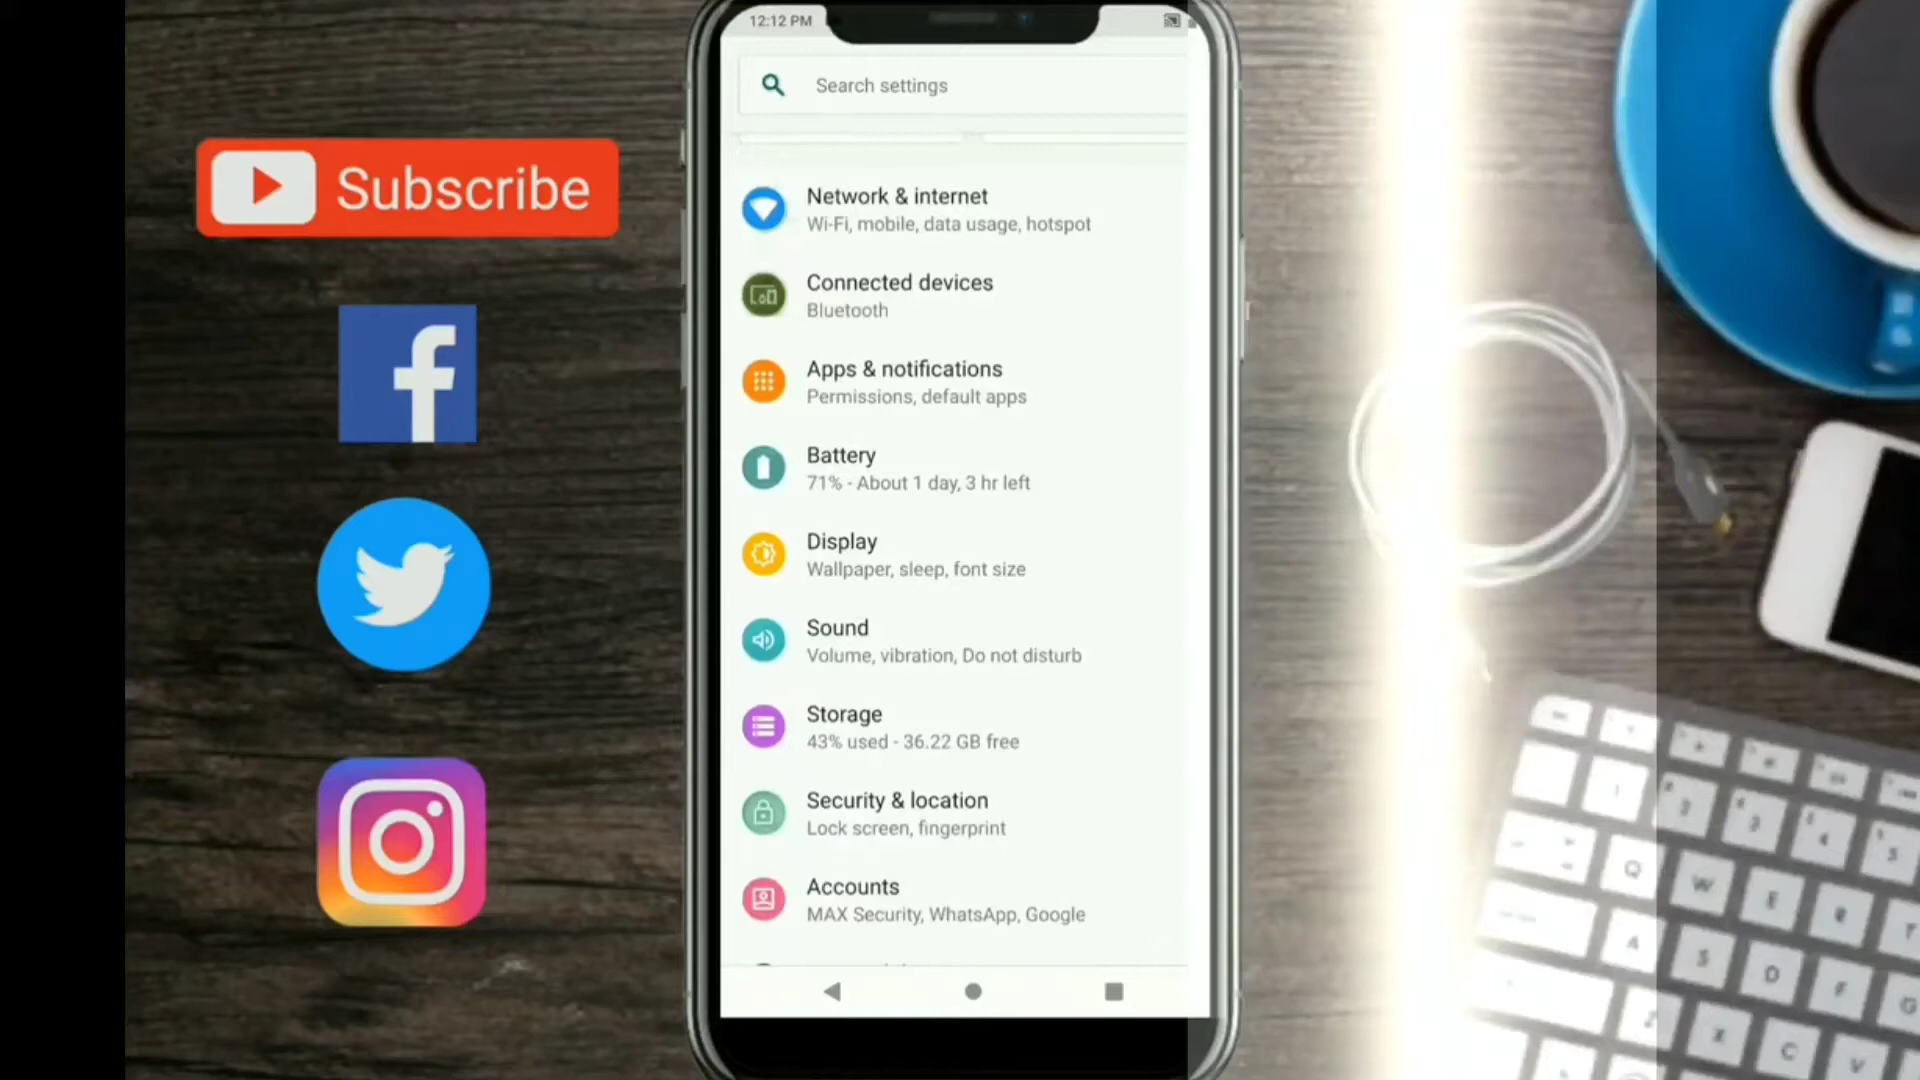 12:12 PM
Search settings
Subscribe
Network & internet
Wi-Fi, mobile, data usage, hotspot
Connected devices
Bluetooth
Apps & notifications
Permissions, default apps
Battery
71% - About 1 day, 3 hr left
Display
Wallpaper, sleep, font size
Sound
Volume, vibration, Do not disturb
Storage
43% used - 36.22 GB free
Security & location
Lock screen, fingerprint
Accounts
MAX Security, WhatsApp, Google
Q W E R T
A S D F G
Z X C V